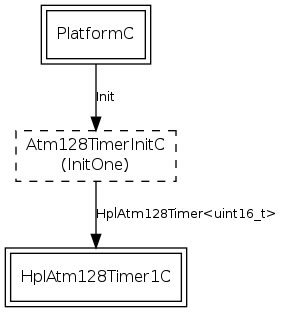 PlatformC
Init
Atm128TimerInitC
(InitOne)
HplAtm128Timer<uint16_t>
HplAtm128Timer1C